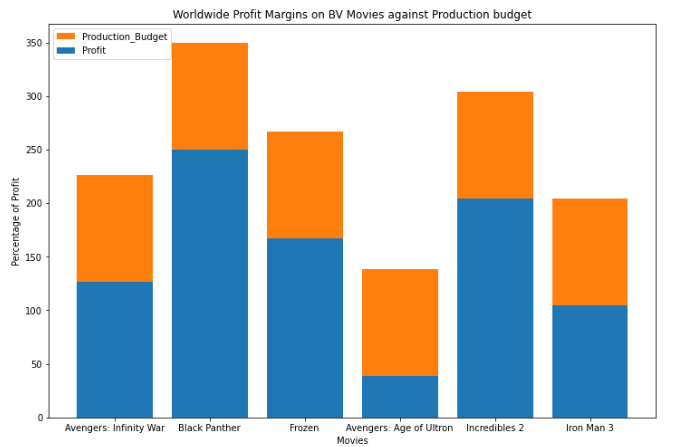 Worldwide Profit Margins on BV Movies against Production budget
Production_Budget
Profit
Percentage of Profit
350
300
250
200
150
100
50
0
Avengers: Infinity War
Black Panther
Frozen
Avengers: Age of Ultron
Incredibles 2
Iron Man 3
Movies